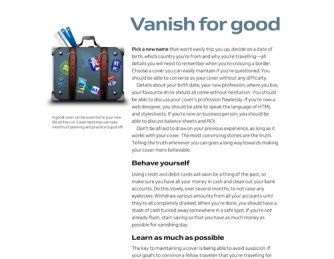 Vanish for good
Pick a new name that won't easily trip you up, decide on a date of
birth, which country you're from and why you're travelling—all
details you will need to remember when you're crossing a border.
Choose a cover you can easily maintain if you're questioned. You
should be able to converse as your cover without any difficulty.
Details about your birth date, your new profession, where you live,
your favourite drink should all come without hesitation. You should
be able to discuss your cover's profession flawlessly. If you're now a
web designer, you should be able to speak the language of HTML
and stylesheets. If you're now an business person, you should be
able to discuss balance sheets and ROI.
Don't be afraid to draw on your previous experience, as long as it
works with your cover. The most convincing stories are the truth.
Telling the truth whenever you can goes a long way towards making
your cover more believable.
A good cover can be essential to your new
life on the run. Cover identities can take
months of planning and practice to pull off
Behave yourself
Using credit and debit cards will soon be a thing of the past, so
make sure you have all your money in cash and clean out your bank
accounts. Do this slowly, over several months, to not raise any
eyebrows. Withdraw various amounts from all your accounts until
they're all completely drained. When you're done, you should have a
stash of cash tucked away somewhere in a safe spot. If you're not
already flush, start saving so that you have as much money as
possible for vanishing day.
Learn as much as possible
The key to maintaining a cover is being able to avoid suspicion. If
your goal's to convince a fellow traveller that you're travelling for